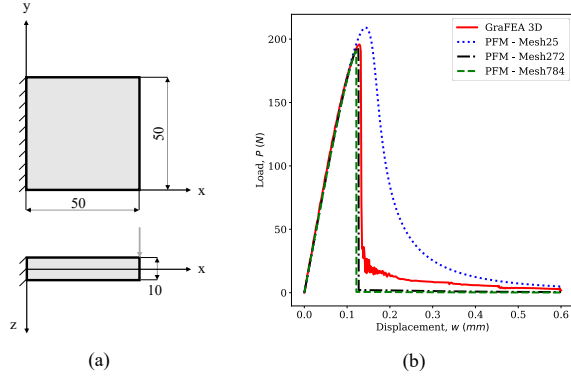 y
50
x
50
x
10
z
(a)
GraFEA 3D
PFM - Mesh25
PFM - Mesh272
PFM - Mesh784
200
150
100
50
0
Load, P (N)
0.0 0.1 0.2 0.3 0.4 0.5 0.6
Displacement, w (mm)
(b)